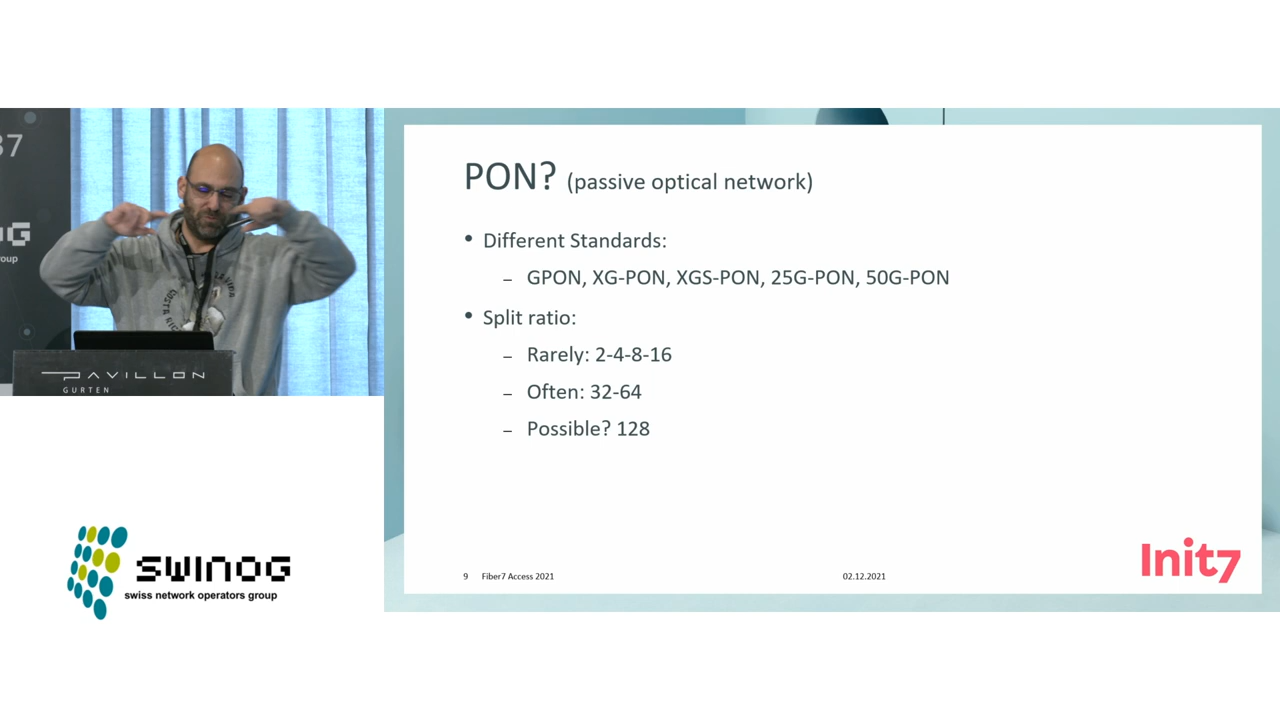 37
PAVILLON
GURTEN
swinog
swiss network operators group
PON? (passive optical network)
• Different Standards:
– GPON, XG-PON, XGS-PON, 25G-PON, 50G-PON
• Split ratio:
– Rarely: 2-4-8-16
– Often: 32-64
– Possible? 128
9 Fiber7 Access 2021 02.12.2021
Init7